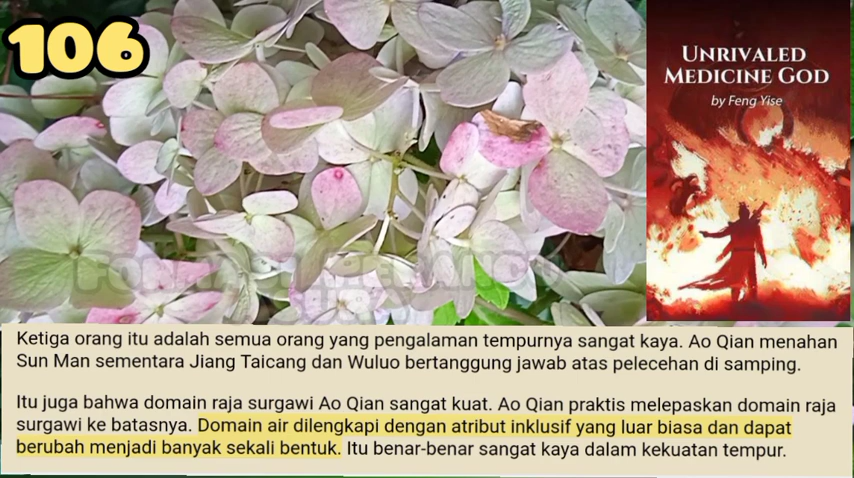 106
UNRIVALED
MEDICINE GOD
by Feng Yise
Ketiga orang itu adalah semua orang yang pengalaman tempurnya sangat kaya. Ao Qian menahan
Sun Man sementara Jiang Taicang dan Wuluo bertanggung jawab atas pelecehan di samping.
Itu juga bahwa domain raja surgawi Ao Qian sangat kuat. Ao Qian praktis melepaskan domain raja
surgawi ke batasnya. Domain air dilengkapi dengan atribut inklusif yang luar biasa dan dapat
berubah menjadi banyak sekali bentuk. Itu benar-benar sangat kaya dalam kekuatan tempur.